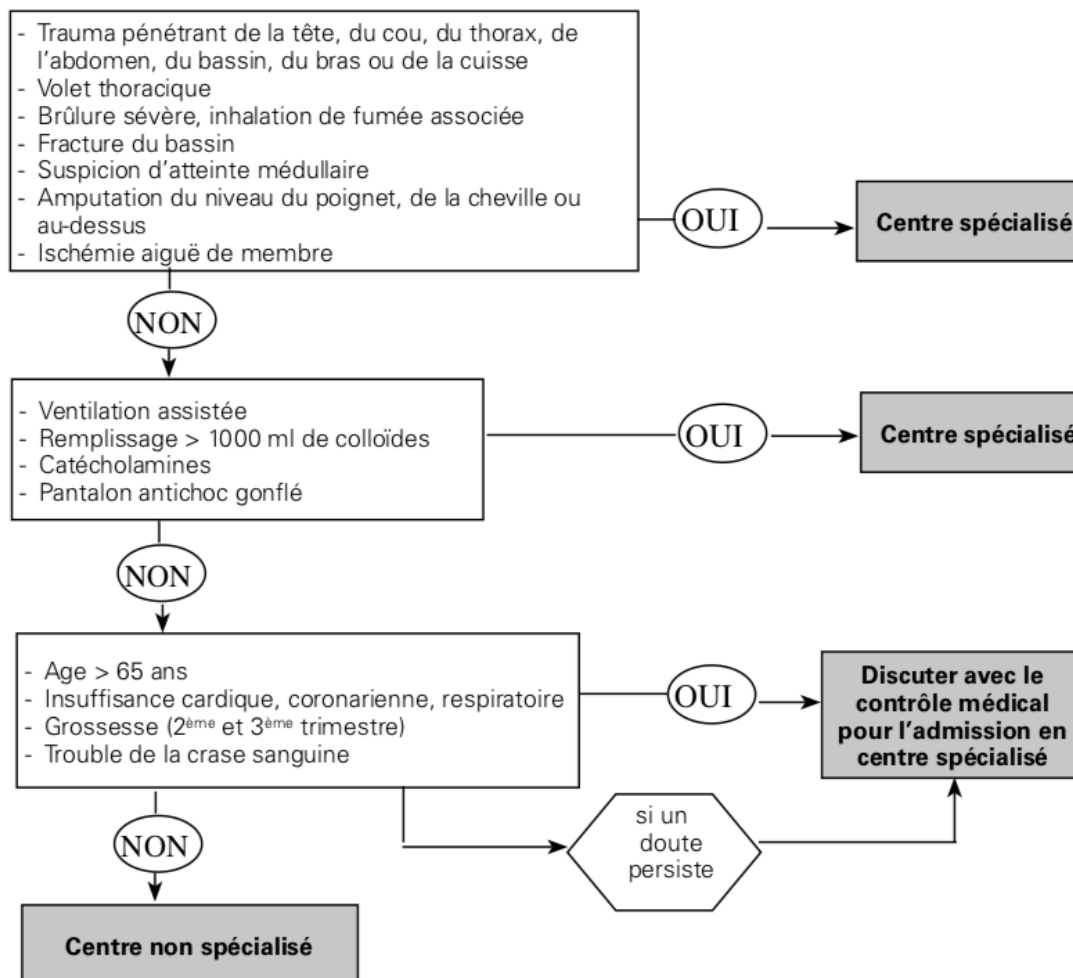 - Trauma pénétrant de la tête, du cou, du thorax, de
l'abdomen, du bassin, du bras ou de la cuisse
- Volet thoracique
- Brûlure sévère, inhalation de fumée associée
- Fracture du bassin
- Suspicion d'atteinte médullaire
- Amputation du niveau du poignet, de la cheville ou
au-dessus
- Ischémie aiguë de membre
OUI
Centre spécialisé
NON
- Ventilation assistée
- Remplissage > 1000 ml de colloïdes
- Catécholamines
- Pantalon antichoc gonflé
OUI
Centre spécialisé
NON
- Age > 65 ans
- Insuffisance cardique, coronarienne, respiratoire
- Grossesse (2ème et 3ème trimestre)
- Trouble de la crase sanguine
OUI
Discuter avec le
contrôle médical
pour l'admission en
centre spécialisé
si un
doute
persiste
NON
Centre non spécialisé